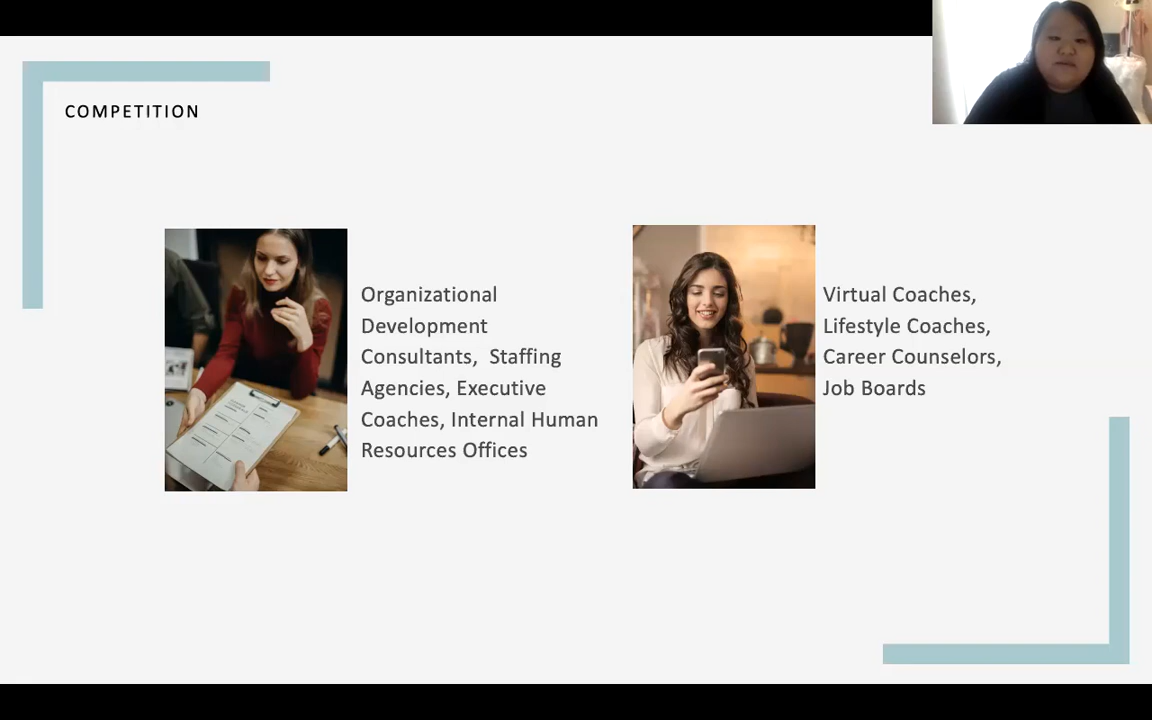 COMPETITION
Organizational
Development
Consultants,  Staffing
Agencies, Executive
Coaches, Internal Human
Resources Offices
Virtual Coaches,
Lifestyle Coaches,
Career Counselors,
Job Boards